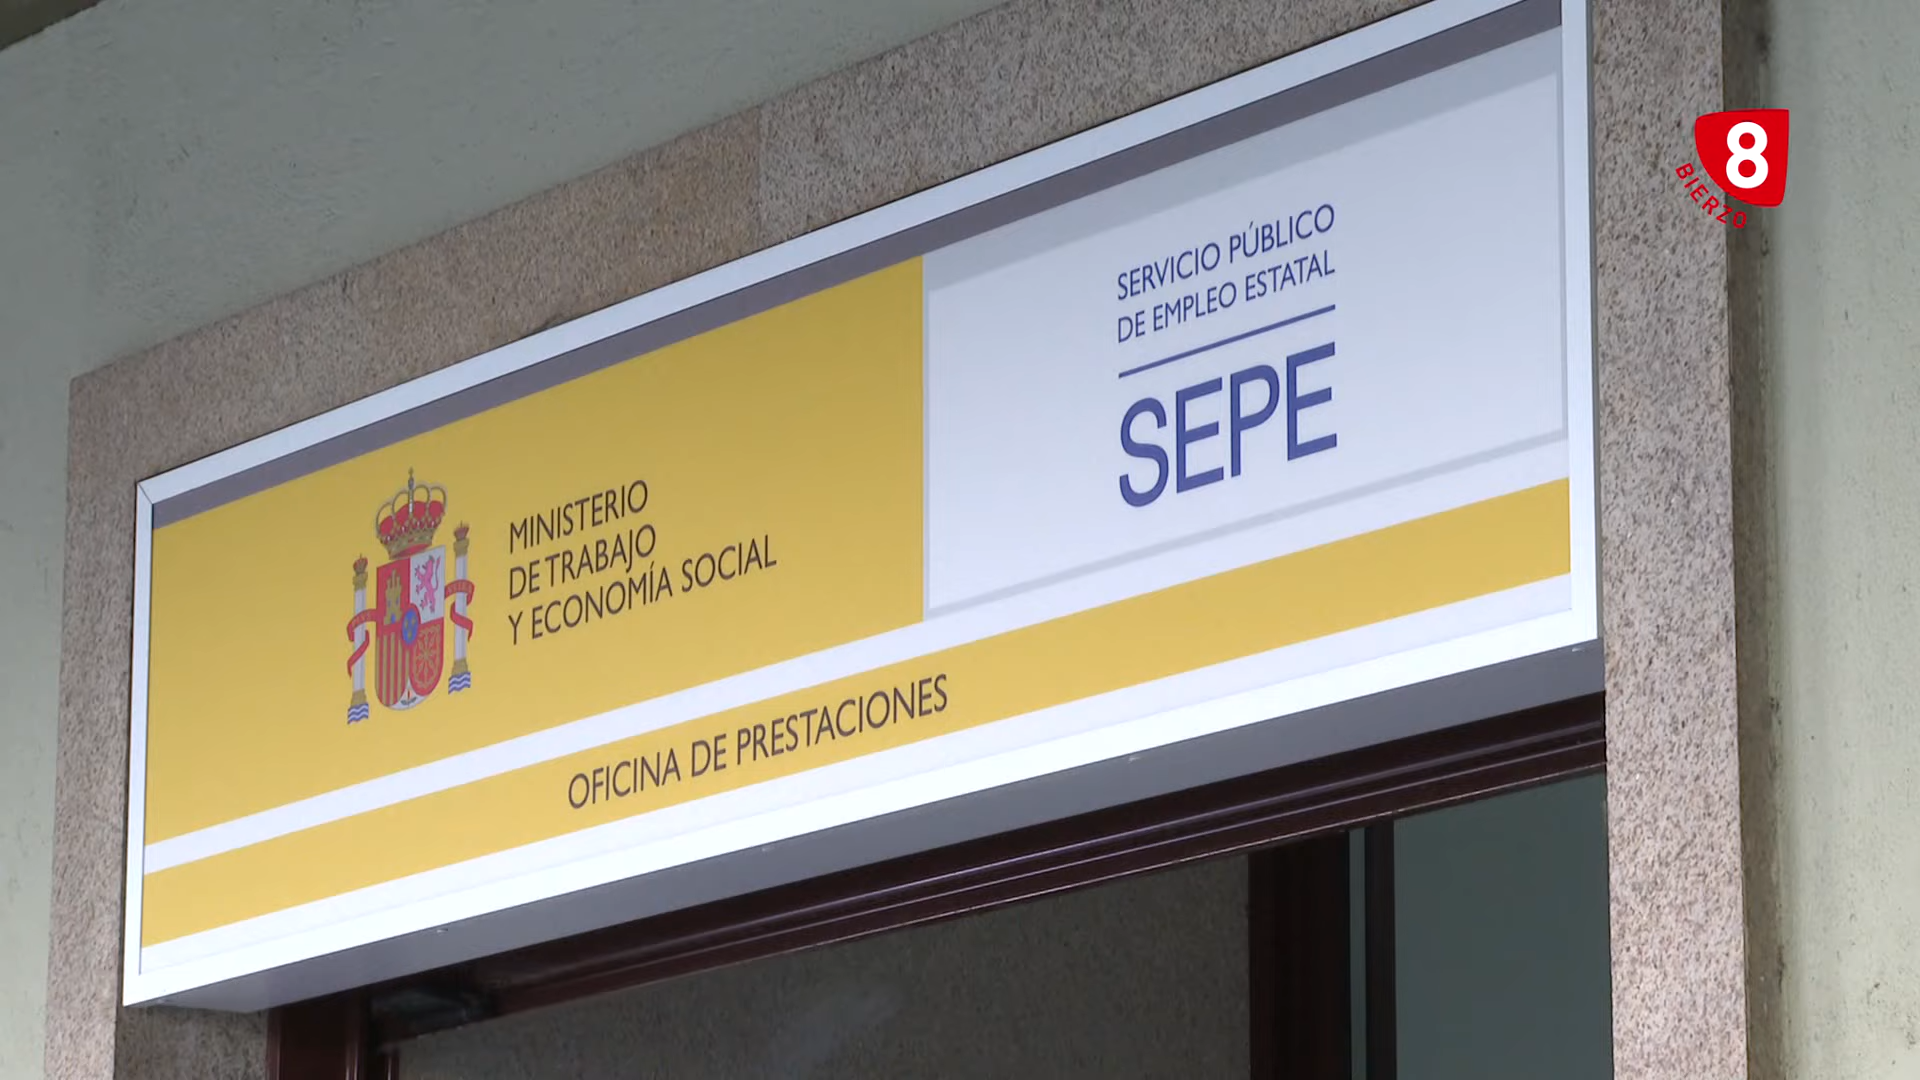 MINISTERIO
DE TRABAJO
Y ECONOMÍA SOCIAL
SERVICIO PÚBLICO
DE EMPLEO ESTATAL
SEPE
OFICINA DE PRESTACIONES
8
BIERZO